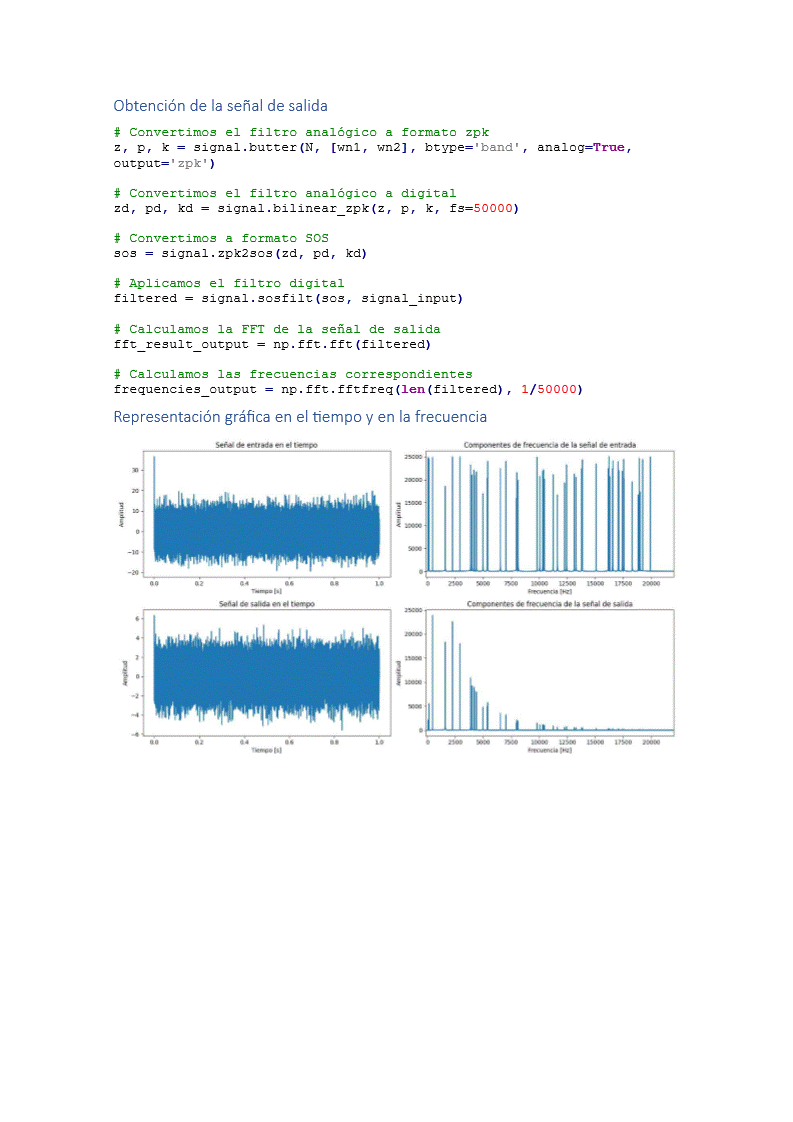 Obtención de la señal de salida
# Convertimos el filtro analógico a formato zpk
z, p, k = signal.butter(N, [wn1, wn2], btype='band', analog=True,
output='zpk')
# Convertimos el filtro analógico a digital
zd, pd, kd = signal.bilinear_zpk(z, p, k, fs=50000)
# Convertimos a formato SOS
sos = signal.zpk2sos(zd, pd, kd)
# Aplicamos el filtro digital
filtered = signal.sosfilt(sos, signal_input)
# Calculamos la FFT de la señal de salida
fft_result_output = np.fft.fft(filtered)
# Calculamos las frecuencias correspondientes
frequencies_output = np.fft.fftfreq(len(filtered), 1/50000)
Representación gráfica en el tiempo y en la frecuencia
Señal de entrada en el tiempo
Amplitud
30
20
10
0
−10
−20
0.0 0.2 0.4 0.6 0.8 1.0
Tiempo [s]
Componentes de frecuencia de la señal de entrada
Amplitud
25000
20000
15000
10000
5000
0
0 2500 5000 7500 10000 12500 15000 17500 20000
Frecuencia [Hz]
Señal de salida en el tiempo
Amplitud
6
4
2
0
−2
−4
−6
0.0 0.2 0.4 0.6 0.8 1.0
Tiempo [s]
Componentes de frecuencia de la señal de salida
Amplitud
25000
20000
15000
10000
5000
0
0 2500 5000 7500 10000 12500 15000 17500 20000
Frecuencia [Hz]